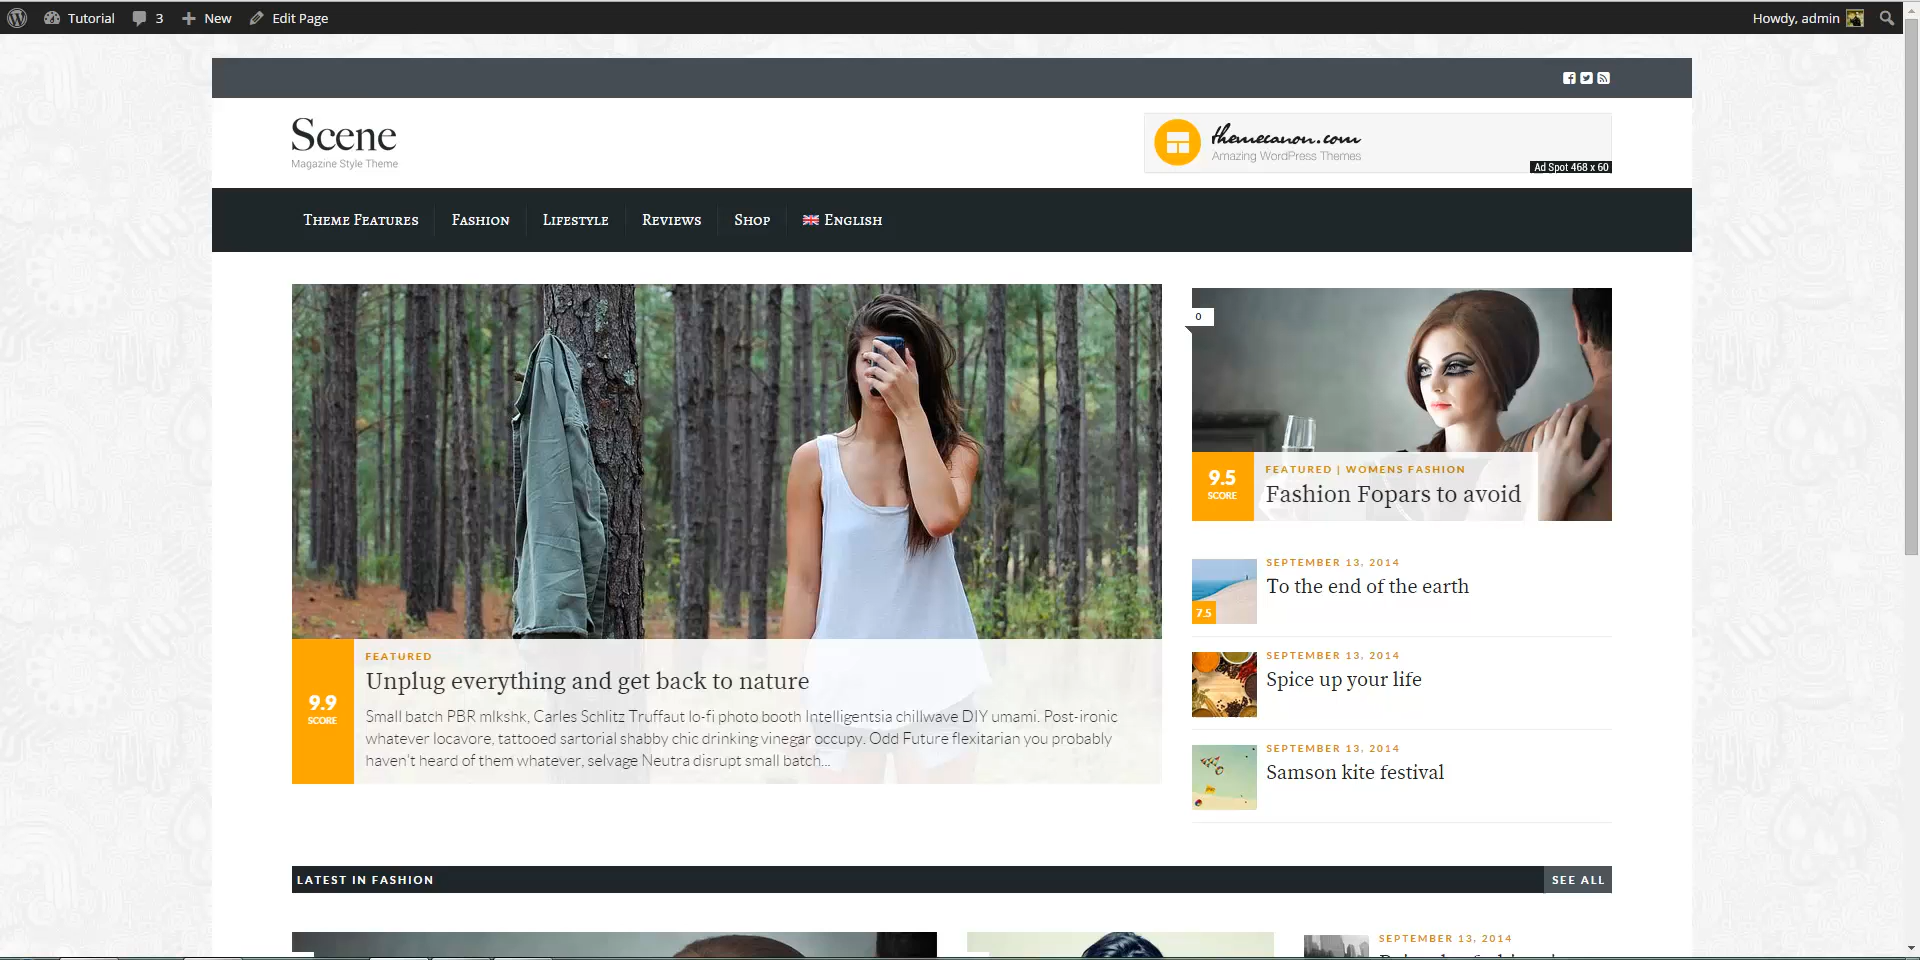 Tutorial 3 New Edit Page Howdy, admin
Scene
Magazine Style Theme
themecanon.com
Amazing WordPress Themes
Ad Spot 468 x 60
Theme Features Fashion Lifestyle Reviews Shop English
FEATURED
Unplug everything and get back to nature
9.9
SCORE
Small batch PBR mlkshk, Carles Schlitz Truffaut lo-fi photo booth Intelligentsia chillwave DIY umami. Post-ironic
whatever locavore, tattooed sartorial shabby chic drinking vinegar occupy. Odd Future flexitarian you probably
haven't heard of them whatever, selvage Neutra disrupt small batch...
0
9.5
SCORE
FEATURED | WOMENS FASHION
Fashion Fopars to avoid
SEPTEMBER 13, 2014
To the end of the earth
7.5
SEPTEMBER 13, 2014
Spice up your life
SEPTEMBER 13, 2014
Samson kite festival
LATEST IN FASHION SEE ALL
SEPTEMBER 13, 2014